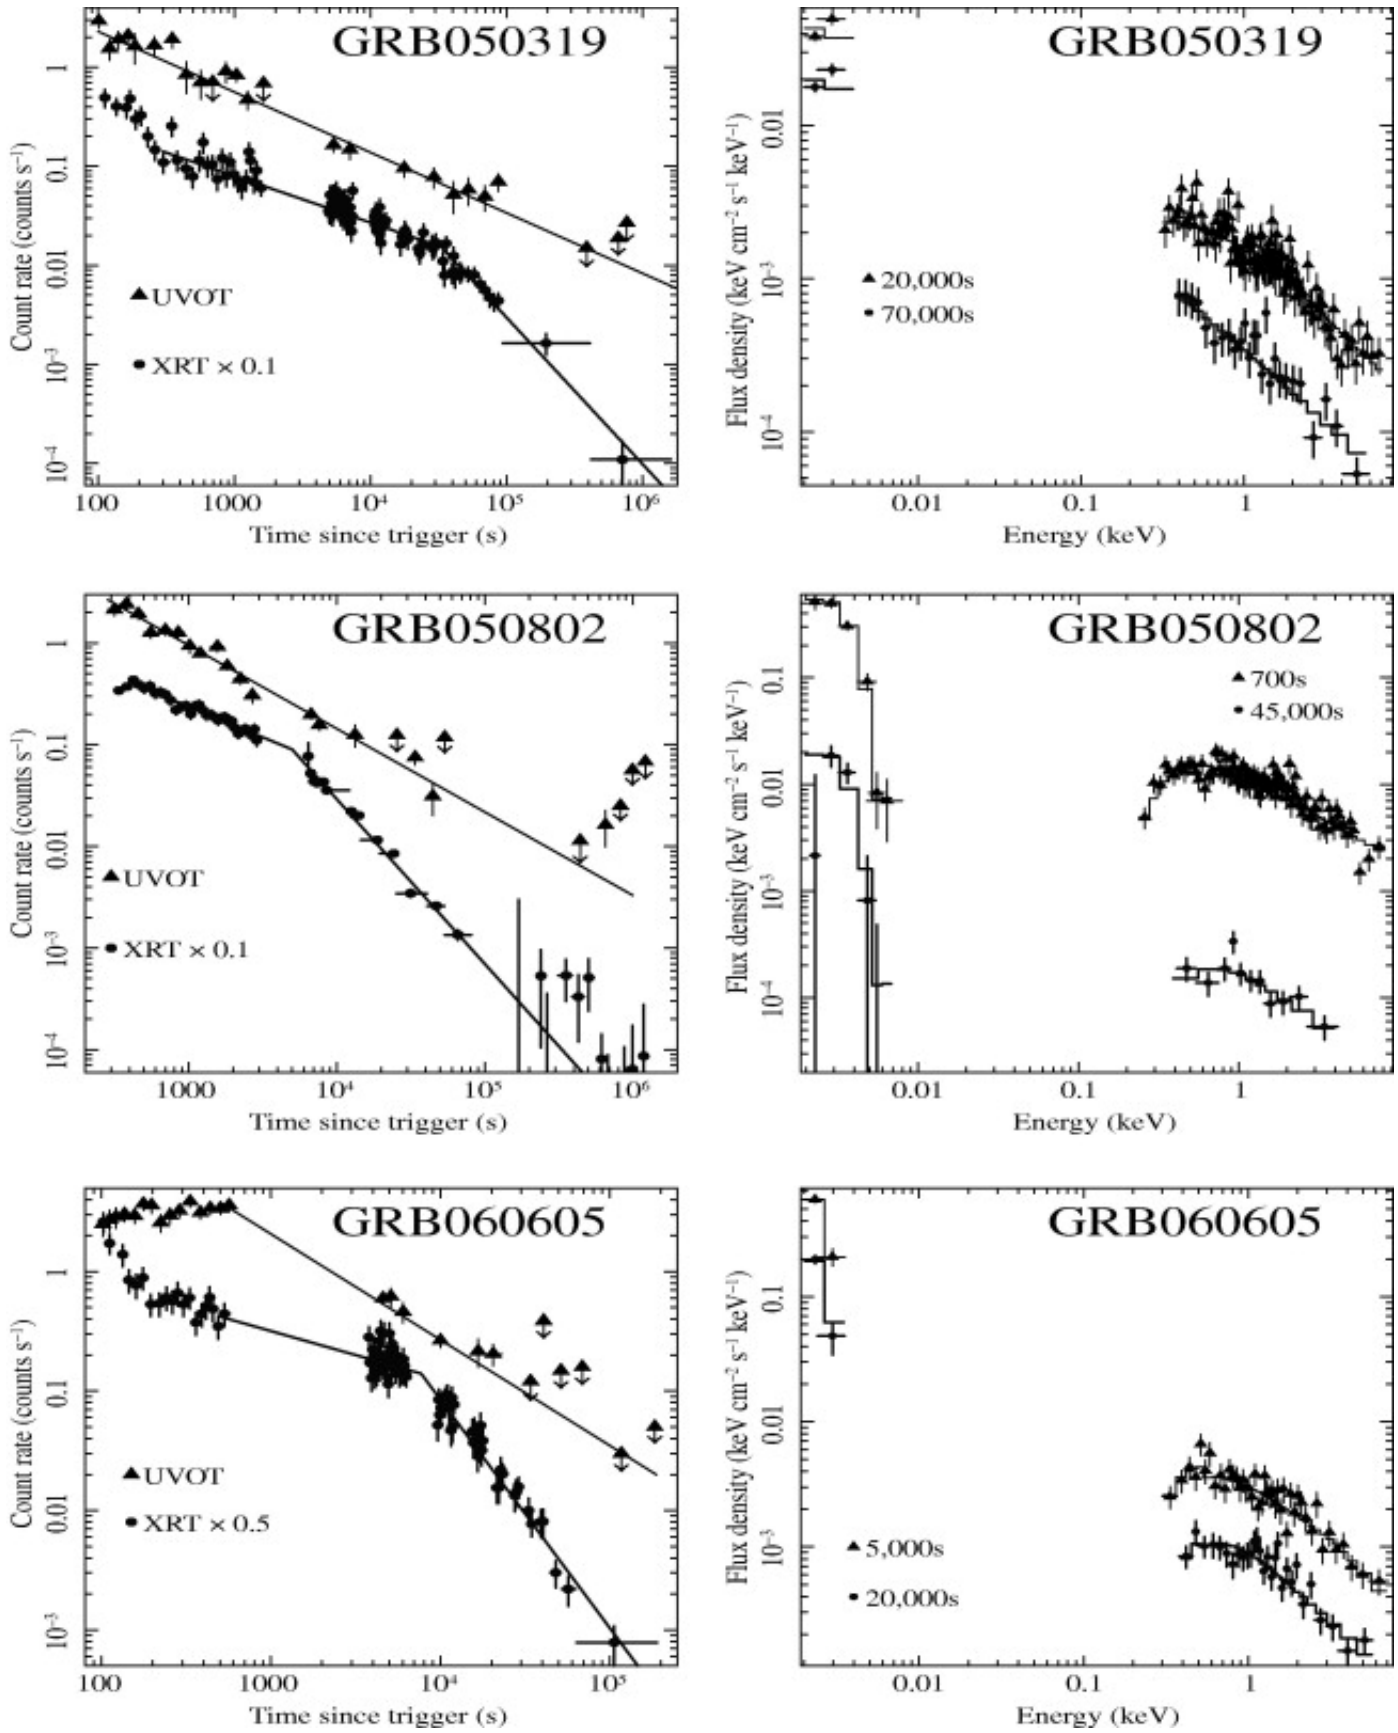 GRB050319
Count rate (counts s⁻¹)
1
0.1
0.01
10⁻³
10⁻⁴
▲ UVOT
● XRT × 0.1
100 1000 10⁴ 10⁵ 10⁶
Time since trigger (s)
GRB050319
Flux density (keV cm⁻² s⁻¹ keV⁻¹)
0.01
10⁻³
10⁻⁴
▲ 20,000s
● 70,000s
0.01 0.1 1
Energy (keV)
GRB050802
Count rate (counts s⁻¹)
1
0.1
0.01
10⁻³
10⁻⁴
▲ UVOT
● XRT × 0.1
1000 10⁴ 10⁵ 10⁶
Time since trigger (s)
GRB050802
Flux density (keV cm⁻² s⁻¹ keV⁻¹)
0.1
0.01
10⁻³
10⁻⁴
▲ 700s
● 45,000s
0.01 0.1 1
Energy (keV)
GRB060605
Count rate (counts s⁻¹)
1
0.1
0.01
10⁻³
▲ UVOT
● XRT × 0.5
100 1000 10⁴ 10⁵
Time since trigger (s)
GRB060605
Flux density (keV cm⁻² s⁻¹ keV⁻¹)
0.1
0.01
10⁻³
▲ 5,000s
● 20,000s
0.01 0.1 1
Energy (keV)